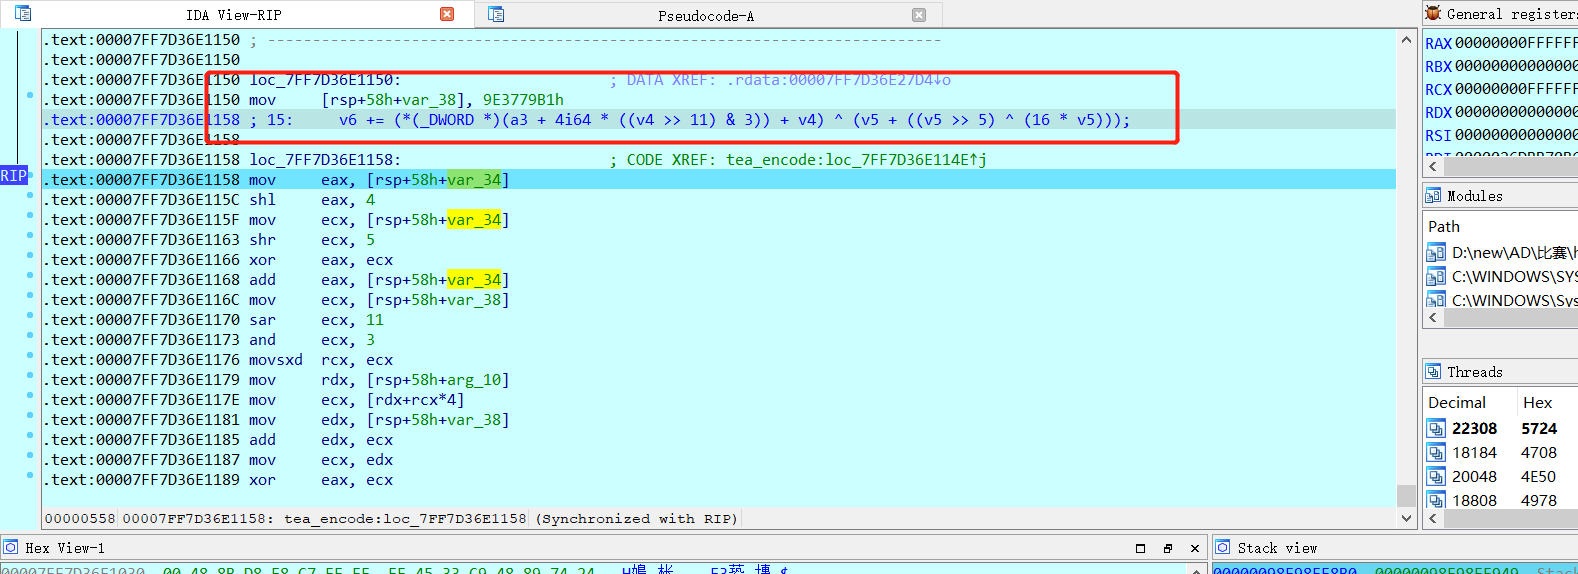 IDA View-RIP
Pseudocode-A
General registers
.text:00007FF7D36E1150 ; ---------------------------------------------------------------------------
.text:00007FF7D36E1150
.text:00007FF7D36E1150 loc_7FF7D36E1150: ; DATA XREF: .rdata:00007FF7D36E27D4↓o
.text:00007FF7D36E1150 mov [rsp+58h+var_38], 9E3779B1h
.text:00007FF7D36E1158 ; 15: v6 += (*(_DWORD *)(a3 + 4i64 * ((v4 >> 11) & 3)) + v4) ^ (v5 + ((v5 >> 5) ^ (16 * v5)));
.text:00007FF7D36E1158
.text:00007FF7D36E1158 loc_7FF7D36E1158: ; CODE XREF: tea_encode:loc_7FF7D36E114E↑j
RIP
.text:00007FF7D36E1158 mov eax, [rsp+58h+var_34]
.text:00007FF7D36E115C shl eax, 4
.text:00007FF7D36E115F mov ecx, [rsp+58h+var_34]
.text:00007FF7D36E1163 shr ecx, 5
.text:00007FF7D36E1166 xor eax, ecx
.text:00007FF7D36E1168 add eax, [rsp+58h+var_34]
.text:00007FF7D36E116C mov ecx, [rsp+58h+var_38]
.text:00007FF7D36E1170 sar ecx, 11
.text:00007FF7D36E1173 and ecx, 3
.text:00007FF7D36E1176 movsxd rcx, ecx
.text:00007FF7D36E1179 mov rdx, [rsp+58h+arg_10]
.text:00007FF7D36E117E mov ecx, [rdx+rcx*4]
.text:00007FF7D36E1181 mov edx, [rsp+58h+var_38]
.text:00007FF7D36E1185 add edx, ecx
.text:00007FF7D36E1187 mov ecx, edx
.text:00007FF7D36E1189 xor eax, ecx
00000558 00007FF7D36E1158: tea_encode:loc_7FF7D36E1158 (Synchronized with RIP)
RAX 00000000FFFFFF
RBX 00000000000000
RCX 00000000FFFFFF
RDX 00000000000000
RSI 00000000000000
Modules
Path
D:\new\AD\比赛\h
C:\WINDOWS\SYS
C:\WINDOWS\Sys
Threads
Decimal Hex
22308 5724
18184 4708
20048 4E50
18808 4978
Hex View-1
Stack view